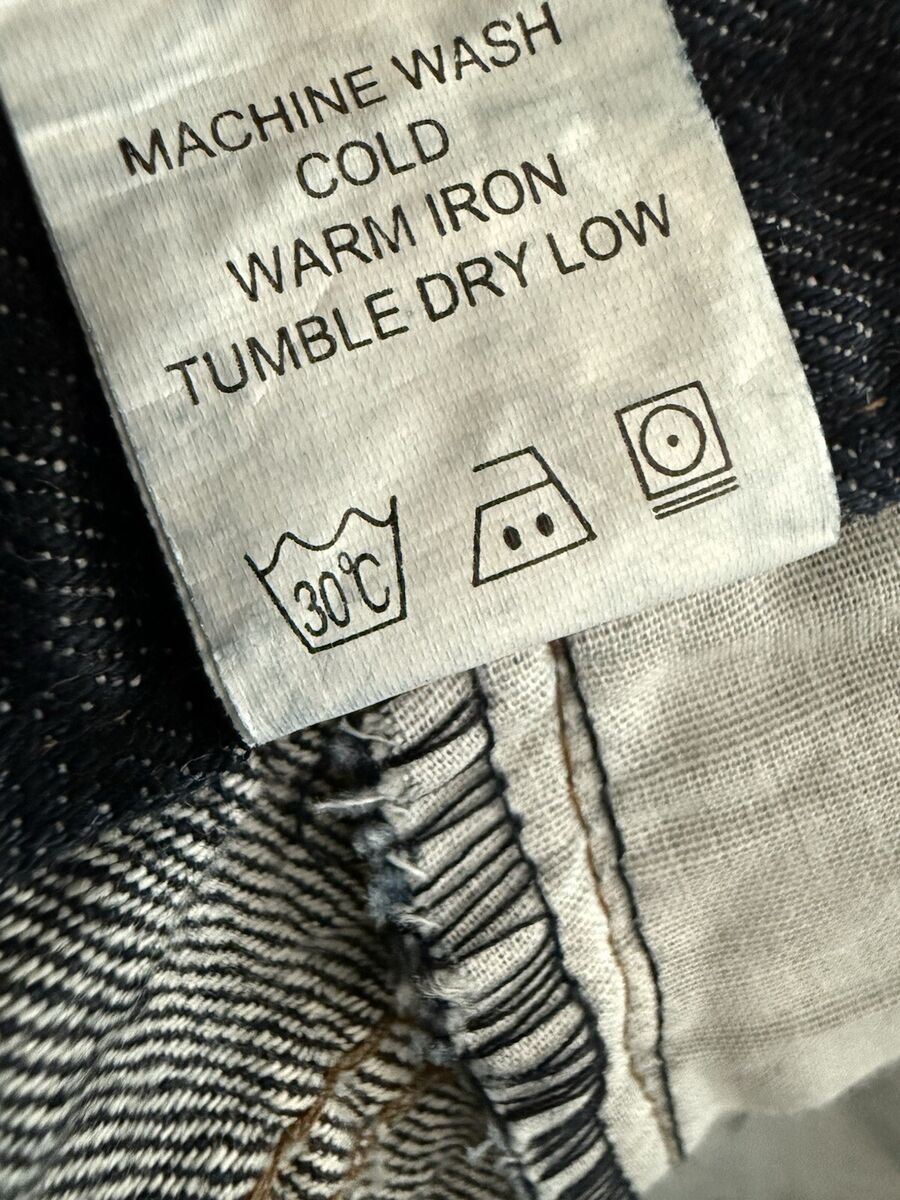 MACHINE WASH
COLD
WARM IRON
TUMBLE DRY LOW
30°C